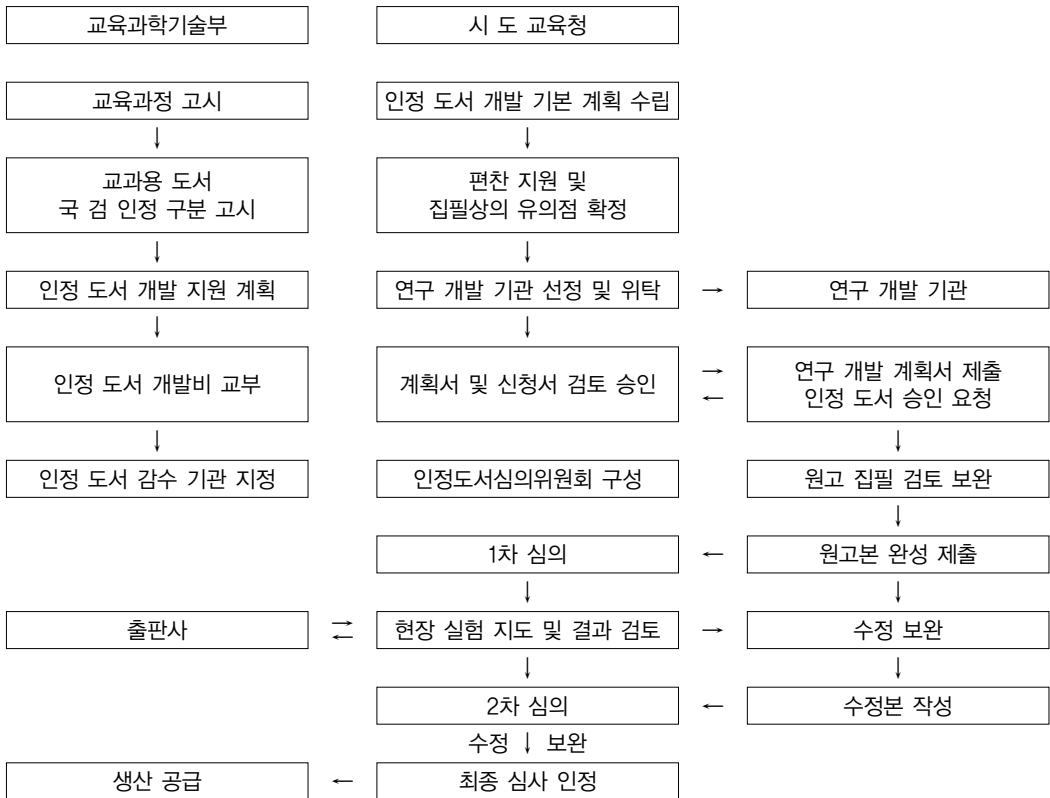 교육과학기술부
시 도 교육청
교육과정 고시
인정 도서 개발 기본 계획 수립
↓
↓
교과용 도서
국 검 인정 구분 고시
편찬 지원 및
집필상의 유의점 확정
↓
↓
인정 도서 개발 지원 계획
연구 개발 기관 선정 및 위탁
→
연구 개발 기관
↓
↓
인정 도서 개발비 교부
계획서 및 신청서 검토 승인
→
←
연구 개발 계획서 제출
인정 도서 승인 요청
↓
↓
인정 도서 감수 기관 지정
인정도서심의위원회 구성
원고 집필 검토 보완
↓
1차 심의
←
원고본 완성 제출
↓
↓
출판사
→
←
현장 실험 지도 및 결과 검토
→
수정 보완
↓
↓
2차 심의
←
수정본 작성
수정 ↓ 보완
생산 공급
←
최종 심사 인정